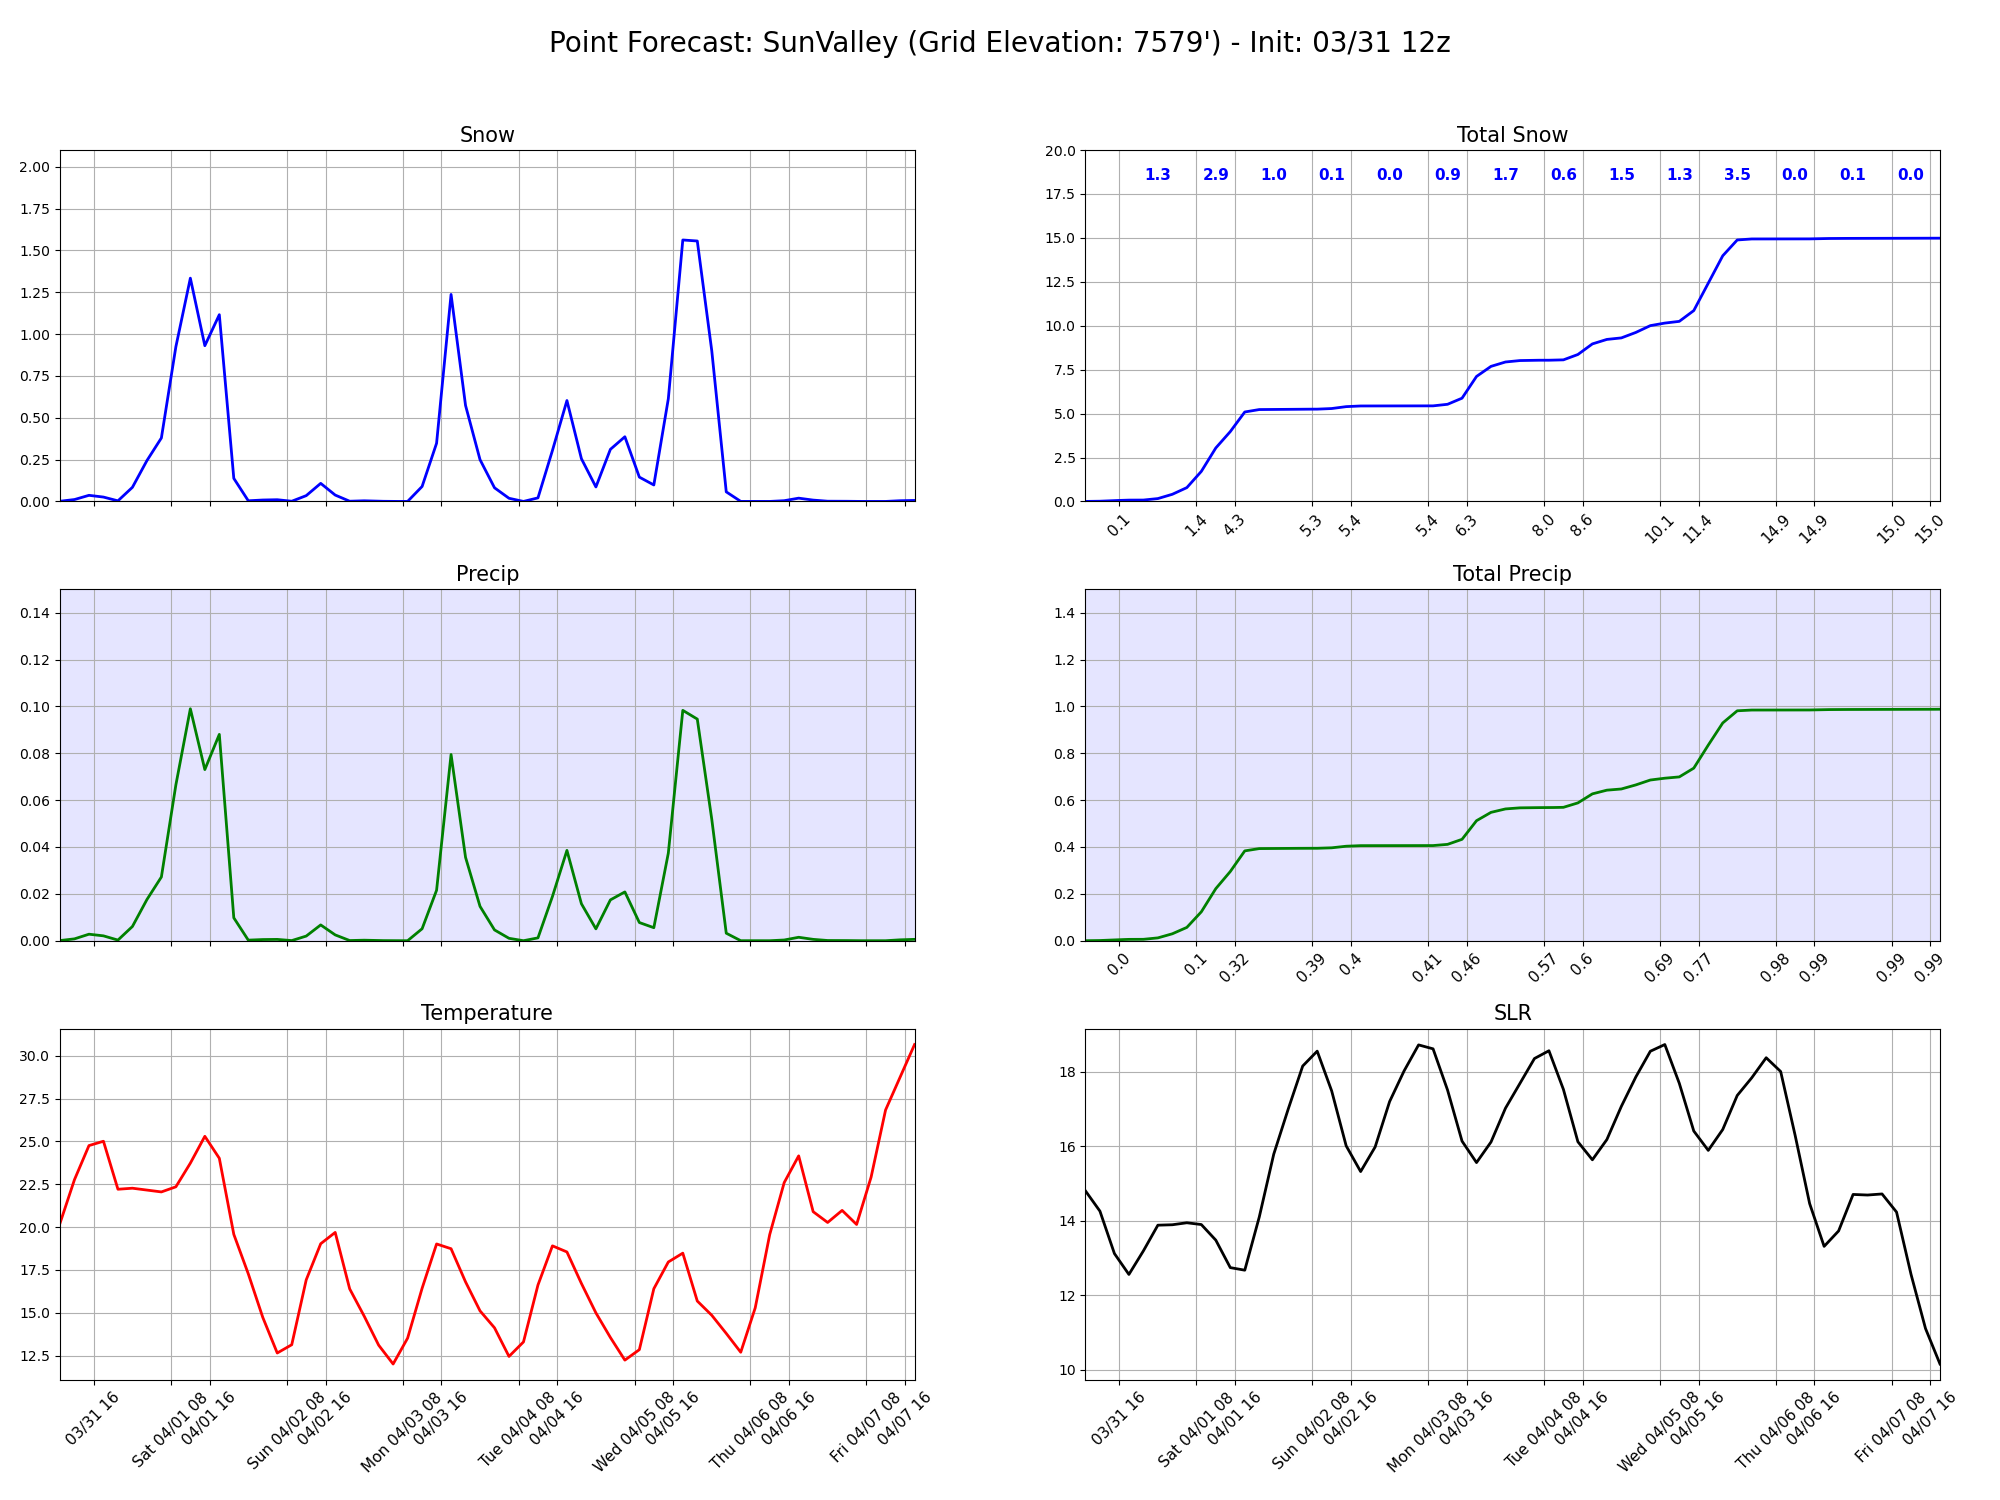 Point Forecast: SunValley (Grid Elevation: 7579') - Init: 03/31 12z
Snow
2.00
1.75
1.50
1.25
1.00
0.75
0.50
0.25
0.00
Total Snow
20.0
17.5
15.0
12.5
10.0
7.5
5.0
2.5
0.0
1.3 2.9 1.0 0.1 0.0 0.9 1.7 0.6 1.5 1.3 3.5 0.0 0.1 0.0
0.1 1.4 4.3 5.3 5.4 5.4 6.3 8.0 8.6 10.1 11.4 14.9 14.9 15.0 15.0
Precip
0.14
0.12
0.10
0.08
0.06
0.04
0.02
0.00
Total Precip
1.4
1.2
1.0
0.8
0.6
0.4
0.2
0.0
0.0 0.1 0.32 0.39 0.4 0.41 0.46 0.57 0.6 0.69 0.77 0.98 0.99 0.99 0.99
Temperature
30.0
27.5
25.0
22.5
20.0
17.5
15.0
12.5
03/31 16
Sat 04/01 08
04/01 16
Sun 04/02 08
04/02 16
Mon 04/03 08
04/03 16
Tue 04/04 08
04/04 16
Wed 04/05 08
04/05 16
Thu 04/06 08
04/06 16
Fri 04/07 08
04/07 16
SLR
18
16
14
12
10
03/31 16
Sat 04/01 08
04/01 16
Sun 04/02 08
04/02 16
Mon 04/03 08
04/03 16
Tue 04/04 08
04/04 16
Wed 04/05 08
04/05 16
Thu 04/06 08
04/06 16
Fri 04/07 08
04/07 16